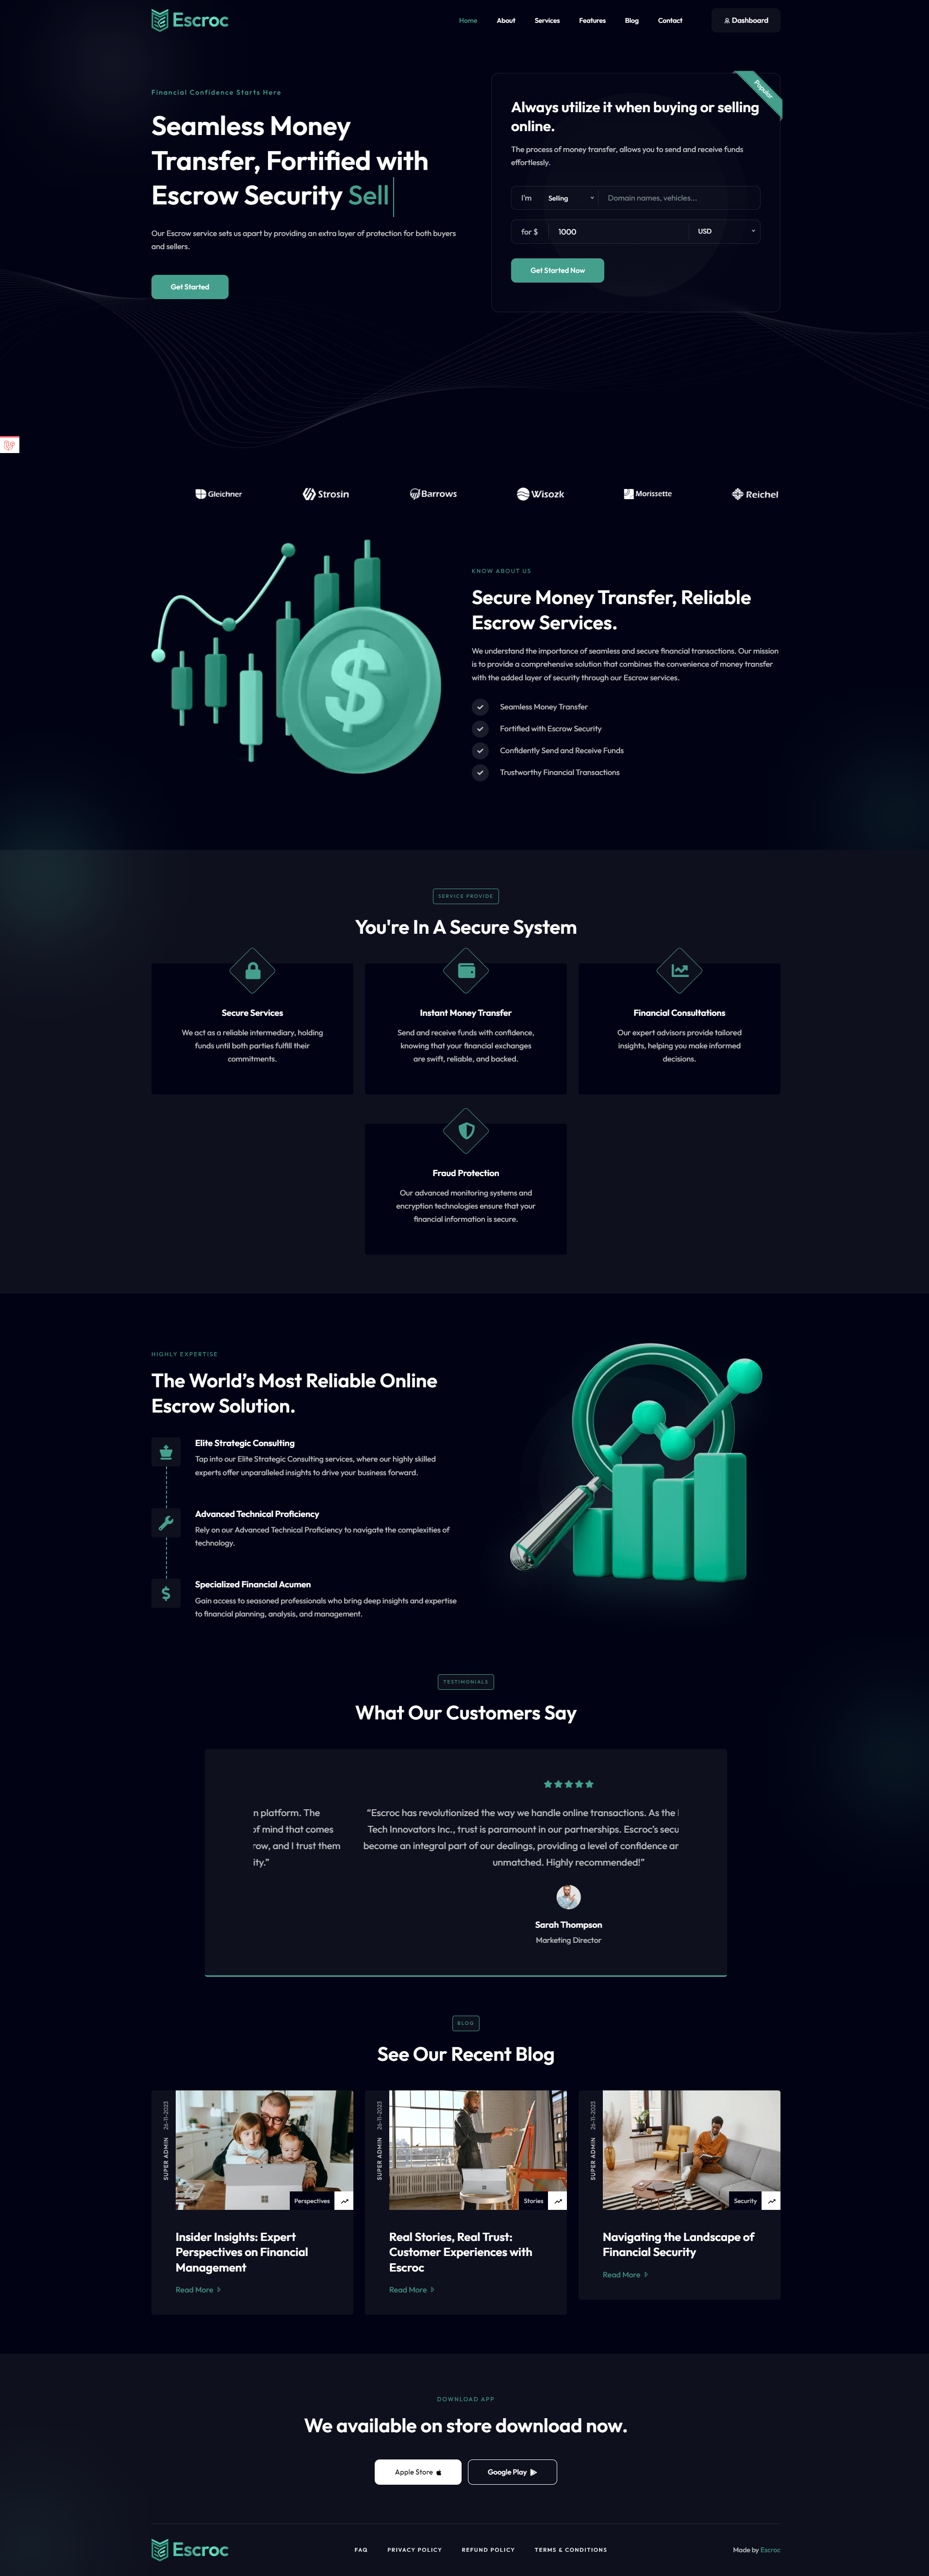 Escroc
Home
About
Services
Features
Blog
Contact
Dashboard
Financial Confidence Starts Here
Seamless Money
Transfer, Fortified with
Escrow Security Sell
Our Escrow service sets us apart by providing an extra layer of protection for both buyers
and sellers.
Get Started
Popular
Always utilize it when buying or selling
online.
The process of money transfer, allows you to send and receive funds
effortlessly.
I'm
Selling
Domain names, vehicles...
for $
1000
USD
Get Started Now
Gleichner
Strosin
Barrows
Wisozk
Morissette
Reichel
KNOW ABOUT US
Secure Money Transfer, Reliable
Escrow Services.
We understand the importance of seamless and secure financial transactions. Our mission
is to provide a comprehensive solution that combines the convenience of money transfer
with the added layer of security through our Escrow services.
Seamless Money Transfer
Fortified with Escrow Security
Confidently Send and Receive Funds
Trustworthy Financial Transactions
SERVICE PROVIDE
You're In A Secure System
Secure Services
We act as a reliable intermediary, holding
funds until both parties fulfill their
commitments.
Instant Money Transfer
Send and receive funds with confidence,
knowing that your financial exchanges
are swift, reliable, and backed.
Financial Consultations
Our expert advisors provide tailored
insights, helping you make informed
decisions.
Fraud Protection
Our advanced monitoring systems and
encryption technologies ensure that your
financial information is secure.
HIGHLY EXPERTISE
The World’s Most Reliable Online
Escrow Solution.
Elite Strategic Consulting
Tap into our Elite Strategic Consulting services, where our highly skilled
experts offer unparalleled insights to drive your business forward.
Advanced Technical Proficiency
Rely on our Advanced Technical Proficiency to navigate the complexities of
technology.
Specialized Financial Acumen
Gain access to seasoned professionals who bring deep insights and expertise
to financial planning, analysis, and management.
TESTIMONIALS
What Our Customers Say
n platform. The
of mind that comes
row, and I trust them
ity.”
“Escroc has revolutionized the way we handle online transactions. As the
Tech Innovators Inc., trust is paramount in our partnerships. Escroc’s secu
become an integral part of our dealings, providing a level of confidence ar
unmatched. Highly recommended!”
Sarah Thompson
Marketing Director
BLOG
See Our Recent Blog
SUPER ADMIN 26-11-2023
Perspectives
Insider Insights: Expert
Perspectives on Financial
Management
Read More
SUPER ADMIN 26-11-2023
Stories
Real Stories, Real Trust:
Customer Experiences with
Escroc
Read More
SUPER ADMIN 26-11-2023
Security
Navigating the Landscape of
Financial Security
Read More
DOWNLOAD APP
We available on store download now.
Apple Store
Google Play
Escroc
FAQ
PRIVACY POLICY
REFUND POLICY
TERMS & CONDITIONS
Made by Escroc